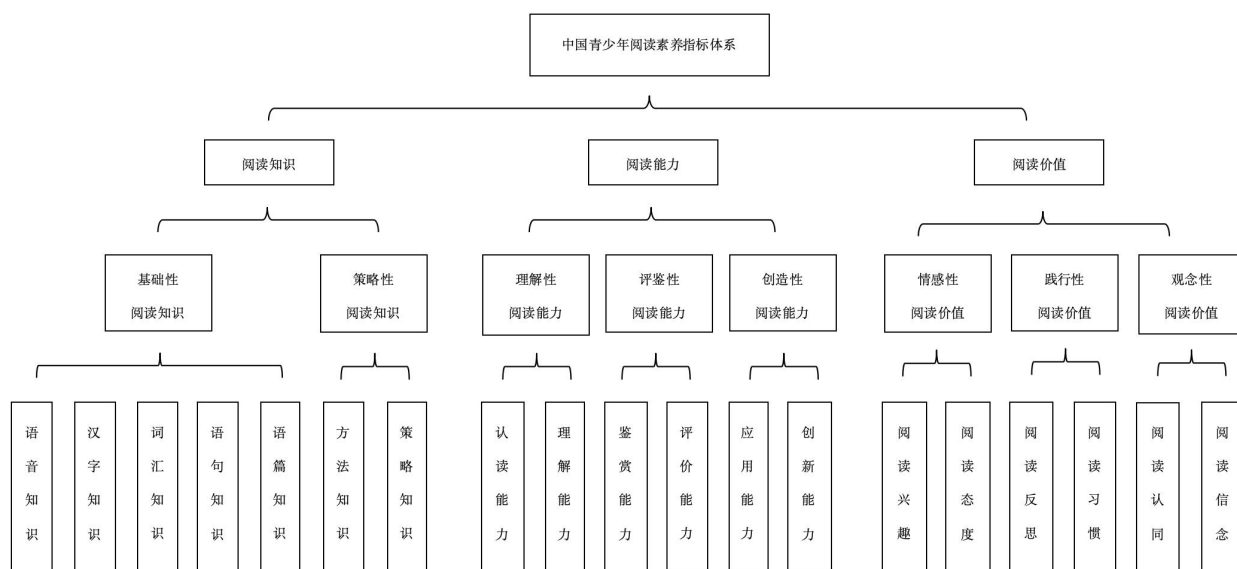 中国青少年阅读素养指标体系
阅读知识
阅读能力
阅读价值
基础性
阅读知识
策略性
阅读知识
理解性
阅读能力
评鉴性
阅读能力
创造性
阅读能力
情感性
阅读价值
践行性
阅读价值
观念性
阅读价值
语音知识
汉字知识
词汇知识
语句知识
语篇知识
方法知识
策略知识
认读能力
理解能力
鉴赏能力
评价能力
应用能力
创新能力
阅读兴趣
阅读态度
阅读反思
阅读习惯
阅读认同
阅读信念